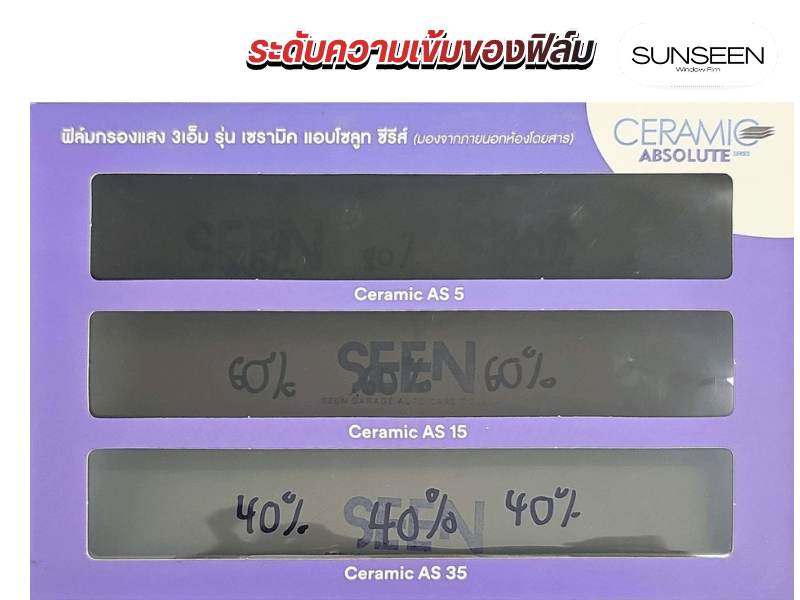 ระดับความเข้มของฟิล์ม
SUNSEEN
Window Film
ฟิล์มกรองแสง 3เอ็ม รุ่น เซรามิค แอบโซลูท ซีรีส์ (มองจากภายนอกห้องโดยสาร)
CERAMIC
ABSOLUTE SERIES
SEEN 80%
Ceramic AS 5
60% 60% 60%
SEEN
SEEN GARAGE AUTO CARE
Ceramic AS 15
40% 40% 40%
SEEN
Ceramic AS 35